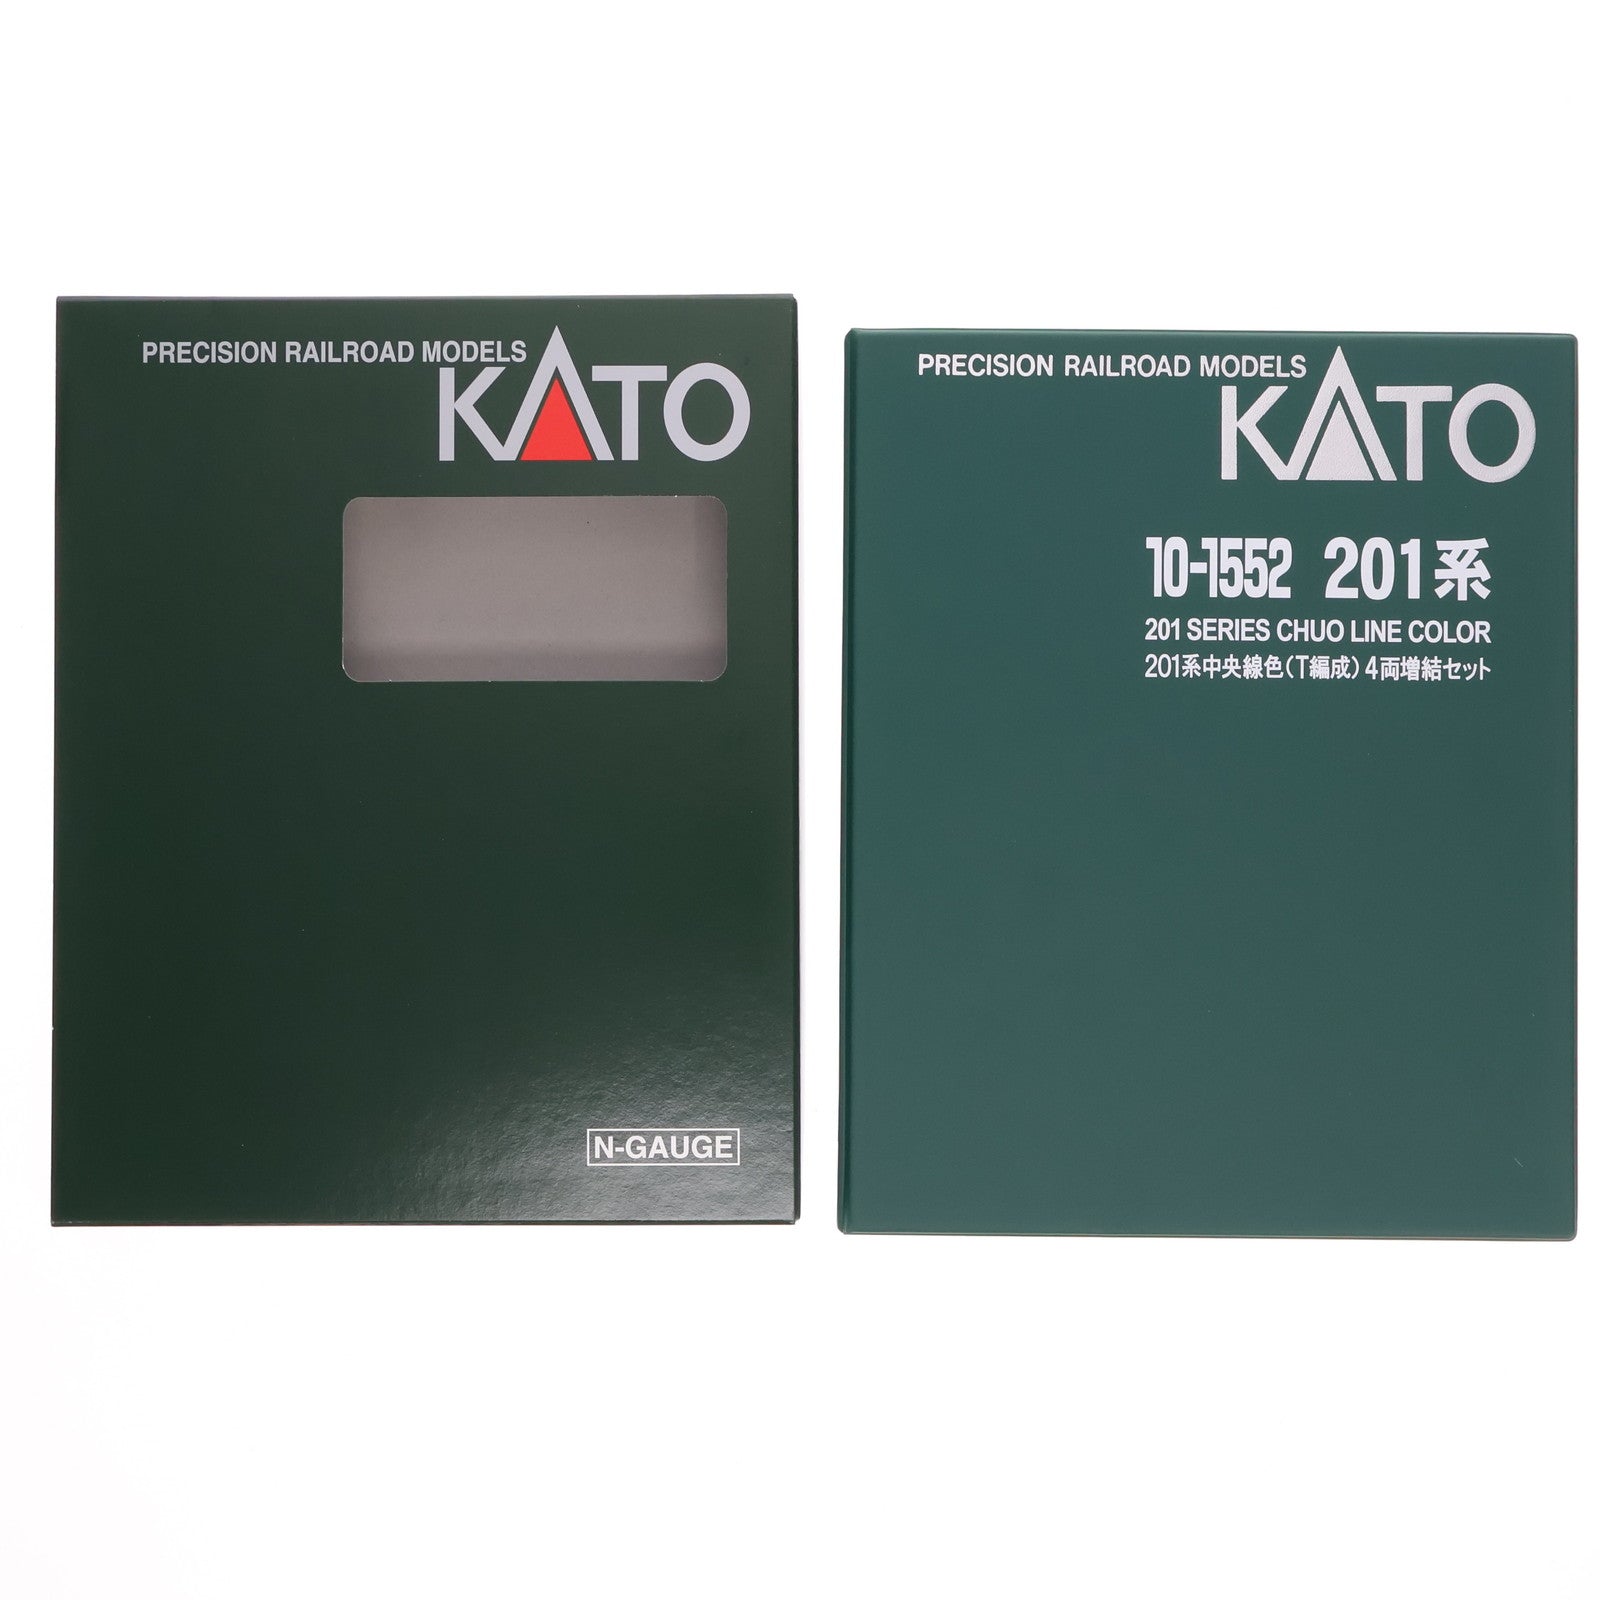 PRECISION RAILROAD MODELS
KATO
N-GAUGE
PRECISION RAILROAD MODELS
KATO
10-1552 201系
201 SERIES CHUO LINE COLOR
201系中央線色(T編成)4両増結セット